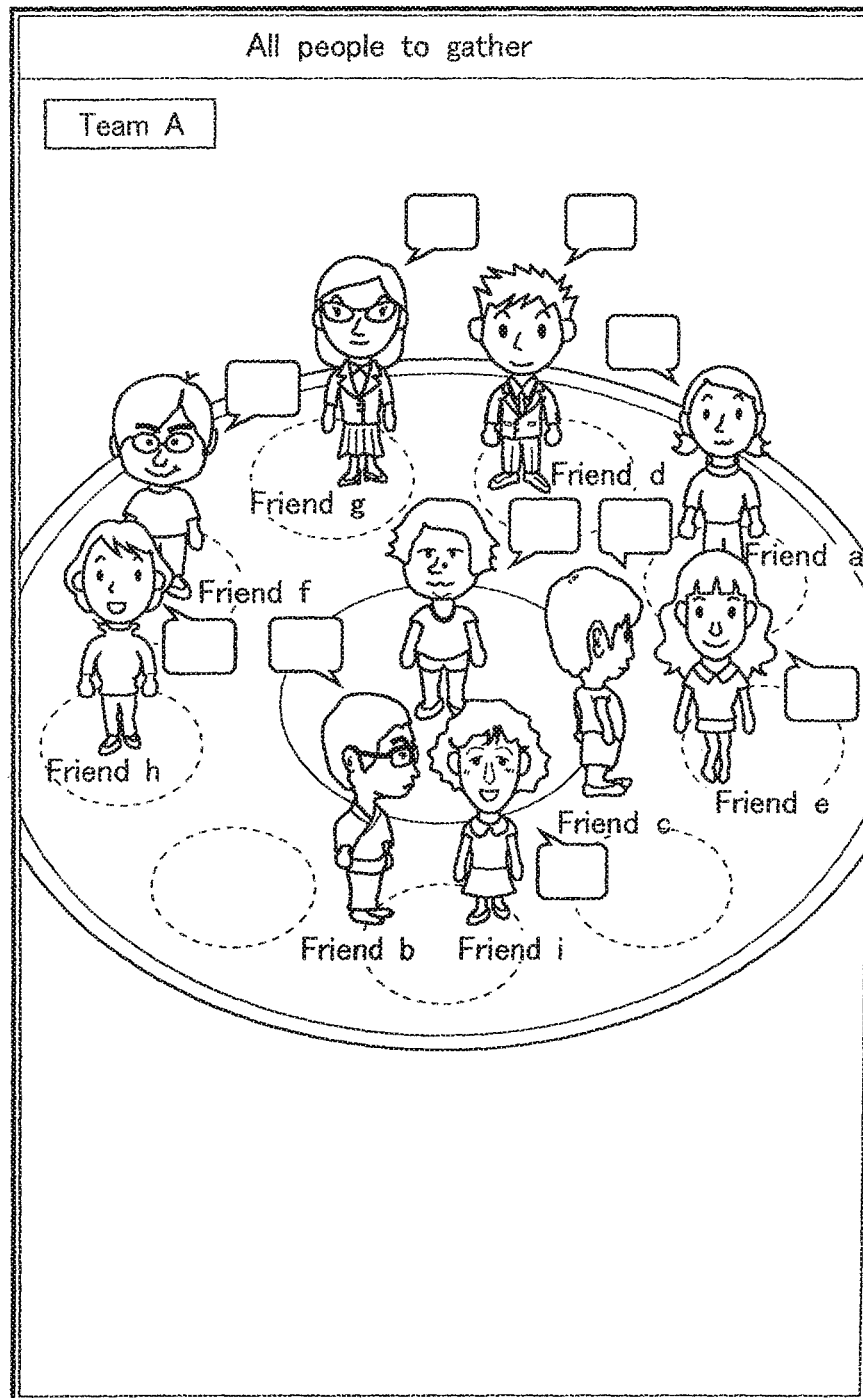 All people to gather
Team A
Friend g
Friend d
Friend a
Friend f
Friend h
Friend e
Friend c
Friend b
Friend i